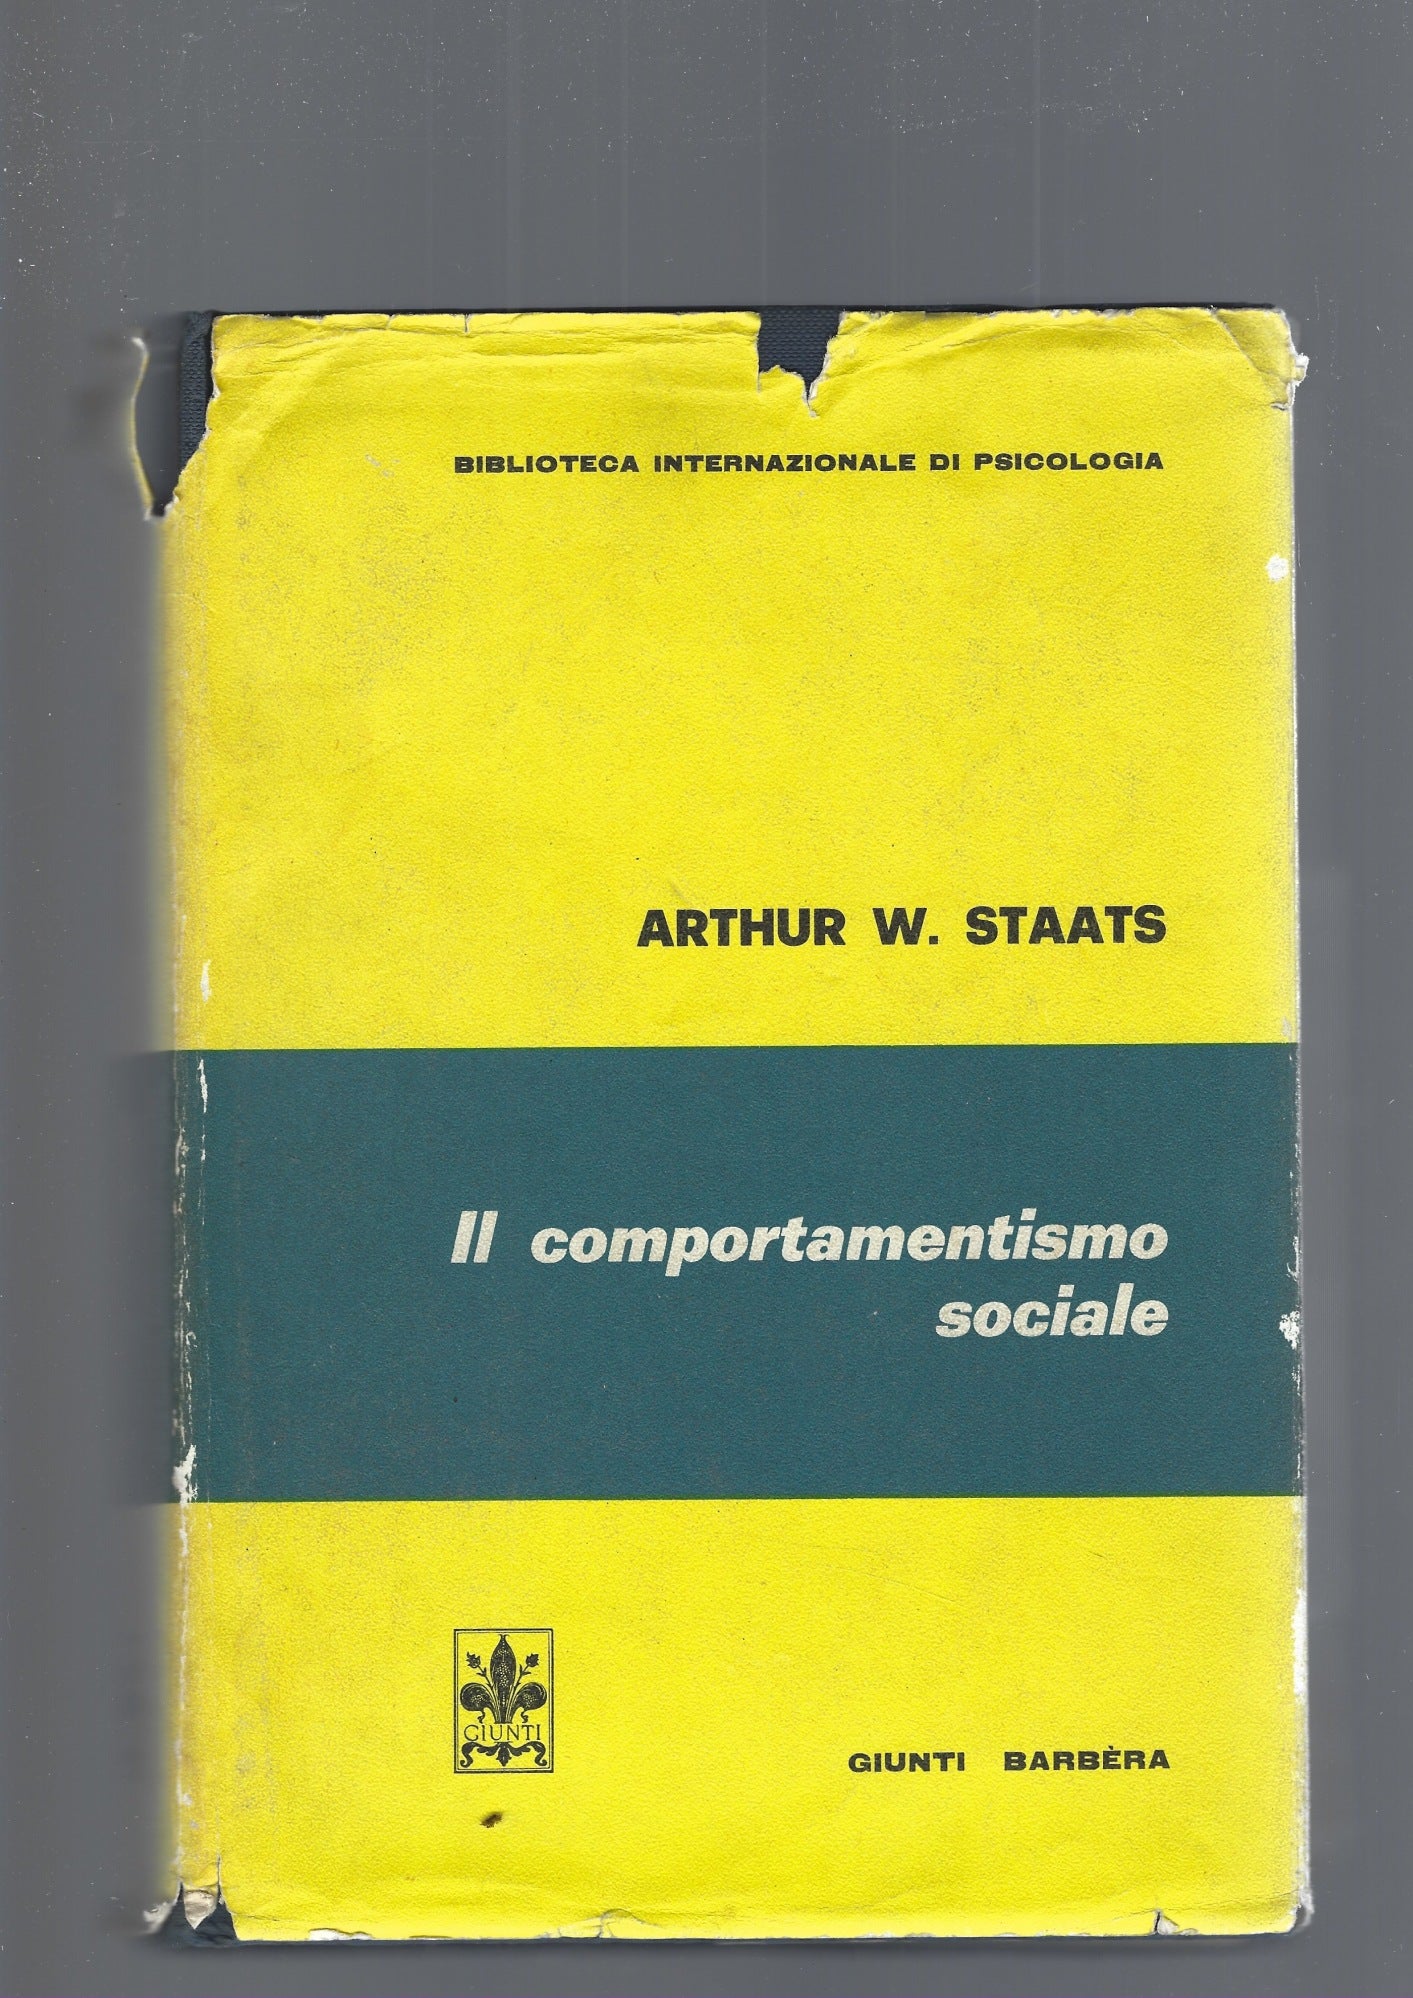 BIBLIOTECA INTERNAZIONALE DI PSICOLOGIA
ARTHUR W. STAATS
Il comportamentismo
sociale
GIUNTI
GIUNTI BARBÈRA